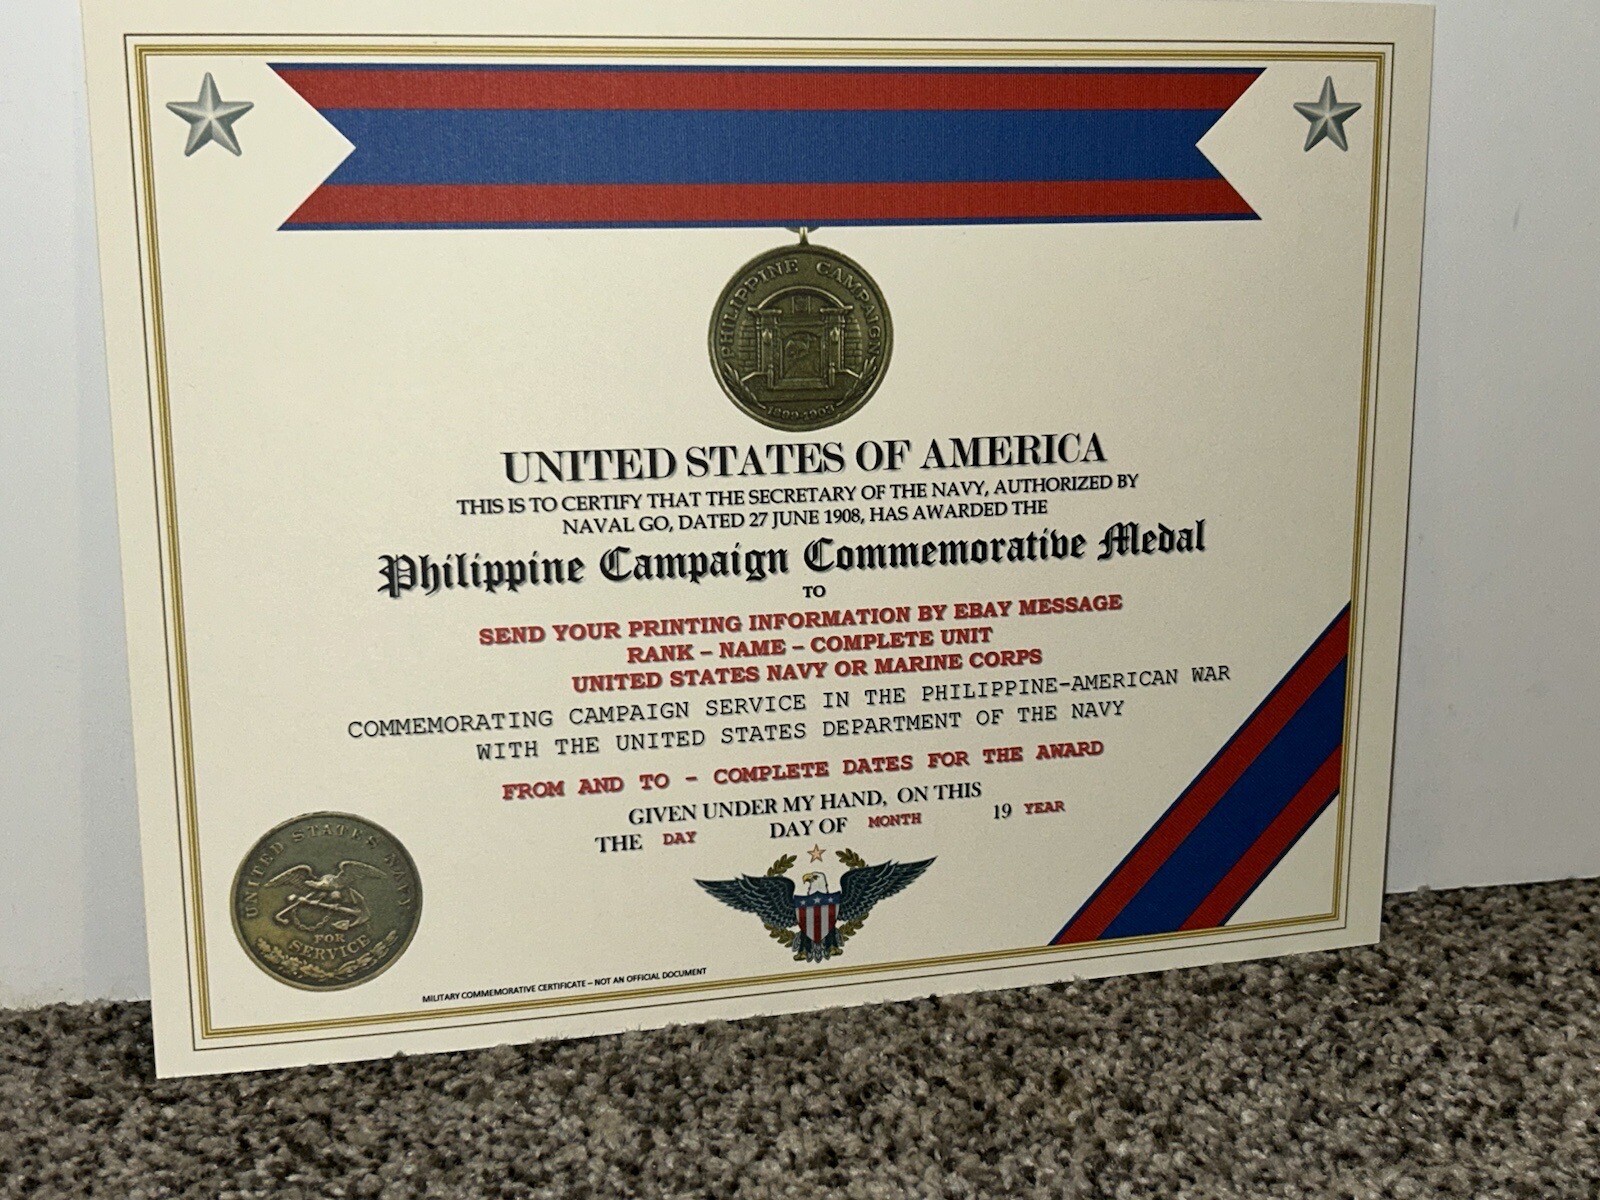 PHILIPPINE CAMPAIGN
1899-1903
UNITED STATES OF AMERICA
THIS IS TO CERTIFY THAT THE SECRETARY OF THE NAVY, AUTHORIZED BY
NAVAL GO, DATED 27 JUNE 1908, HAS AWARDED THE
Philippine Campaign Commemorative Medal
TO
SEND YOUR PRINTING INFORMATION BY EBAY MESSAGE
RANK – NAME – COMPLETE UNIT
UNITED STATES NAVY OR MARINE CORPS
COMMEMORATING CAMPAIGN SERVICE IN THE PHILIPPINE-AMERICAN WAR
WITH THE UNITED STATES DEPARTMENT OF THE NAVY
FROM AND TO - COMPLETE DATES FOR THE AWARD
GIVEN UNDER MY HAND, ON THIS
THE DAY DAY OF MONTH 19 YEAR
UNITED STATES NAVY
FOR
SERVICE
MILITARY COMMEMORATIVE CERTIFICATE – NOT AN OFFICIAL DOCUMENT